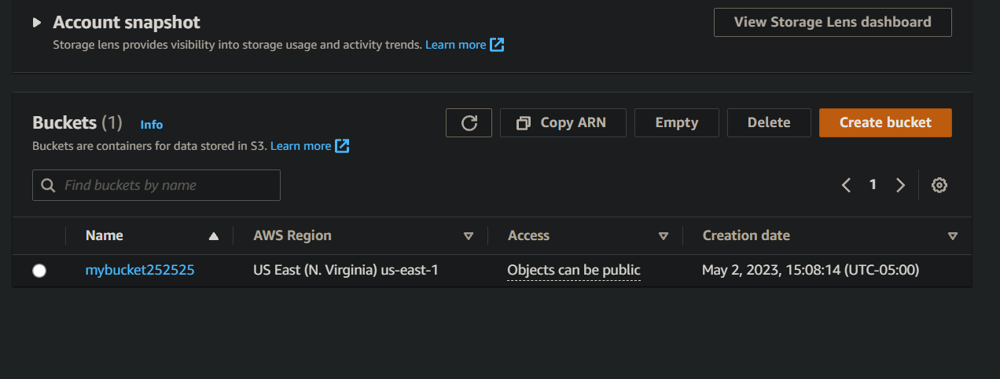 Account snapshot
View Storage Lens dashboard
Storage lens provides visibility into storage usage and activity trends. Learn more
Buckets (1) Info
Copy ARN Empty Delete Create bucket
Buckets are containers for data stored in S3. Learn more
Find buckets by name
1
Name AWS Region Access Creation date
mybucket252525 US East (N. Virginia) us-east-1 Objects can be public May 2, 2023, 15:08:14 (UTC-05:00)